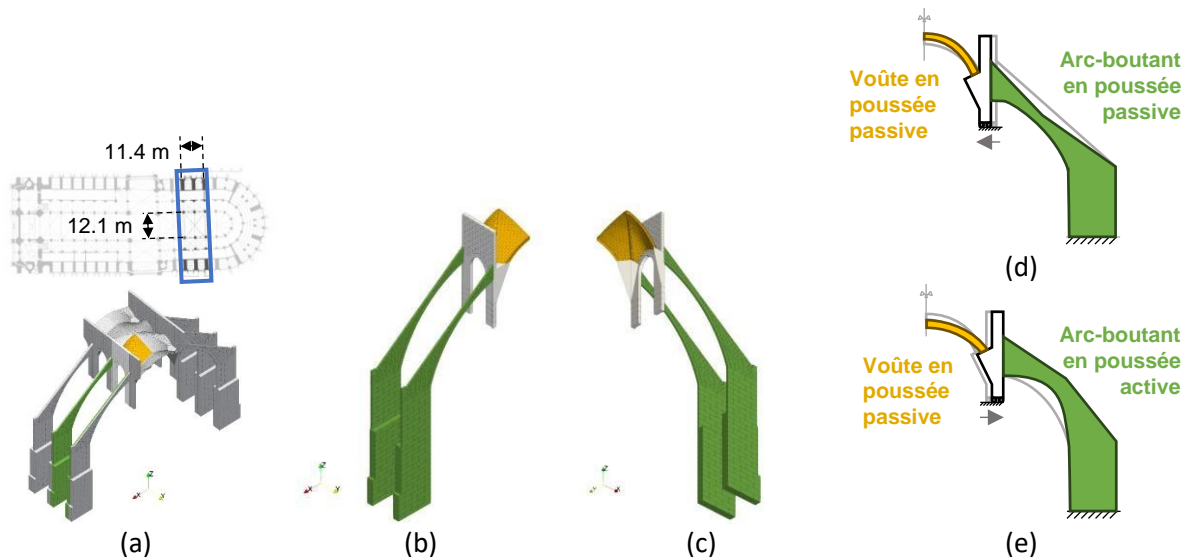 11.4 m
12.1 m
(a)
(b)
(c)
Voûte en
poussée
passive
Arc-boutant
en poussée
passive
(d)
Voûte en
poussée
passive
Arc-boutant
en poussée
active
(e)